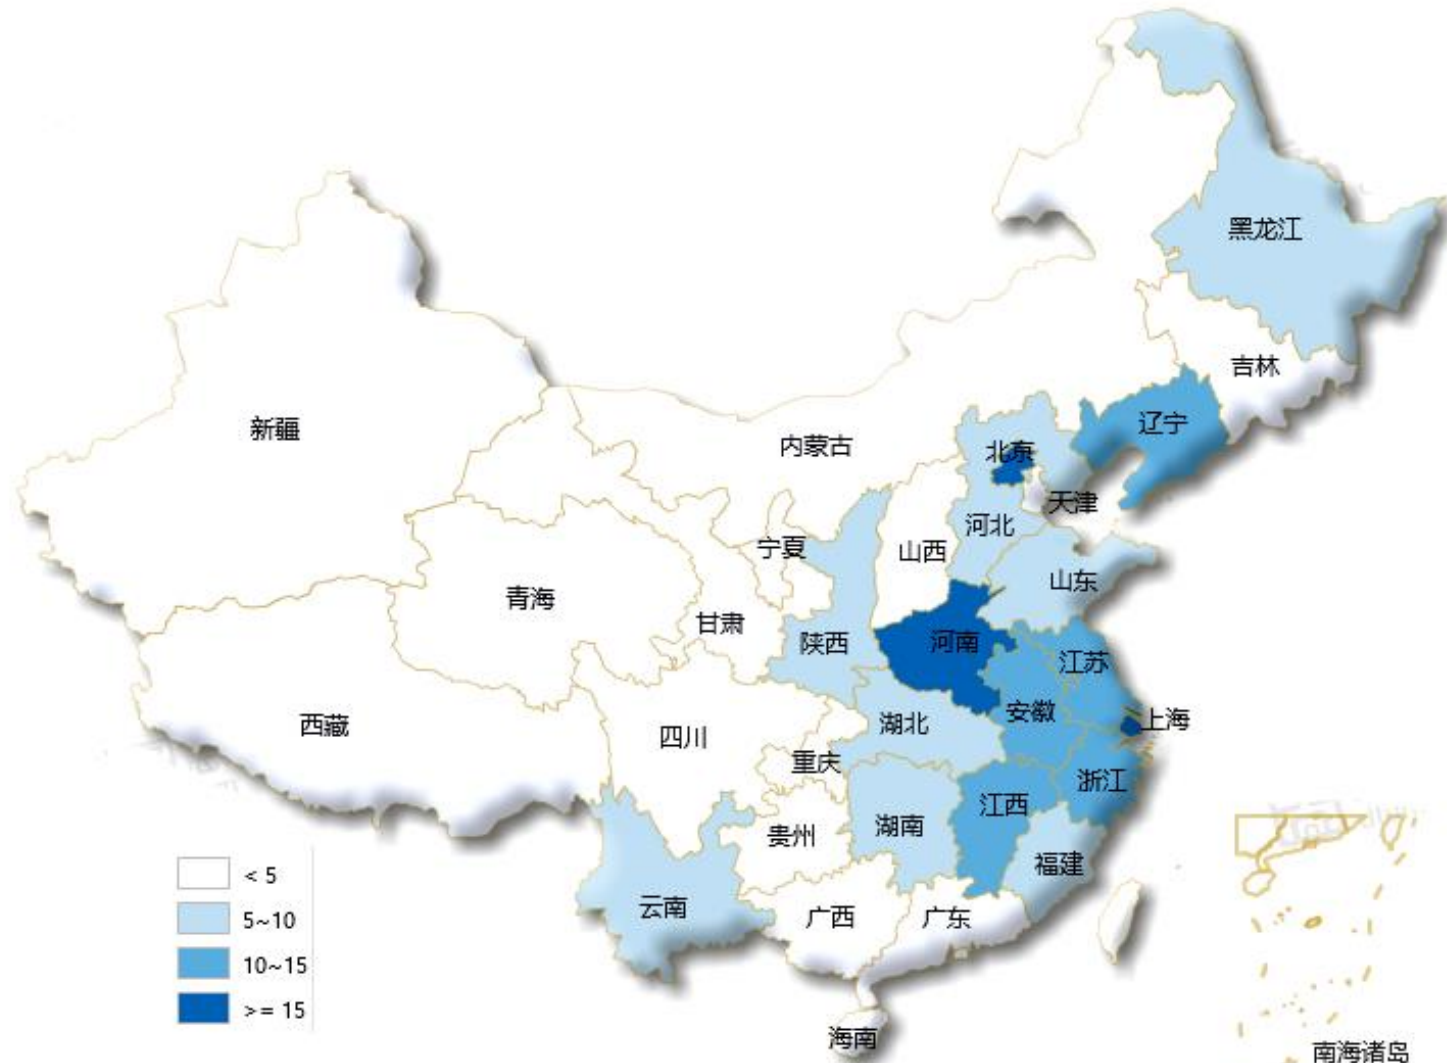 黑龙江
吉林
辽宁
新疆
内蒙古
北京
天津
河北
宁夏
山西
山东
青海
甘肃
陕西
河南
江苏
西藏
四川
湖北
安徽
上海
重庆
浙江
江西
贵州
湖南
福建
云南
广西
广东
海南
南海诸岛
< 5
5~10
10~15
>= 15